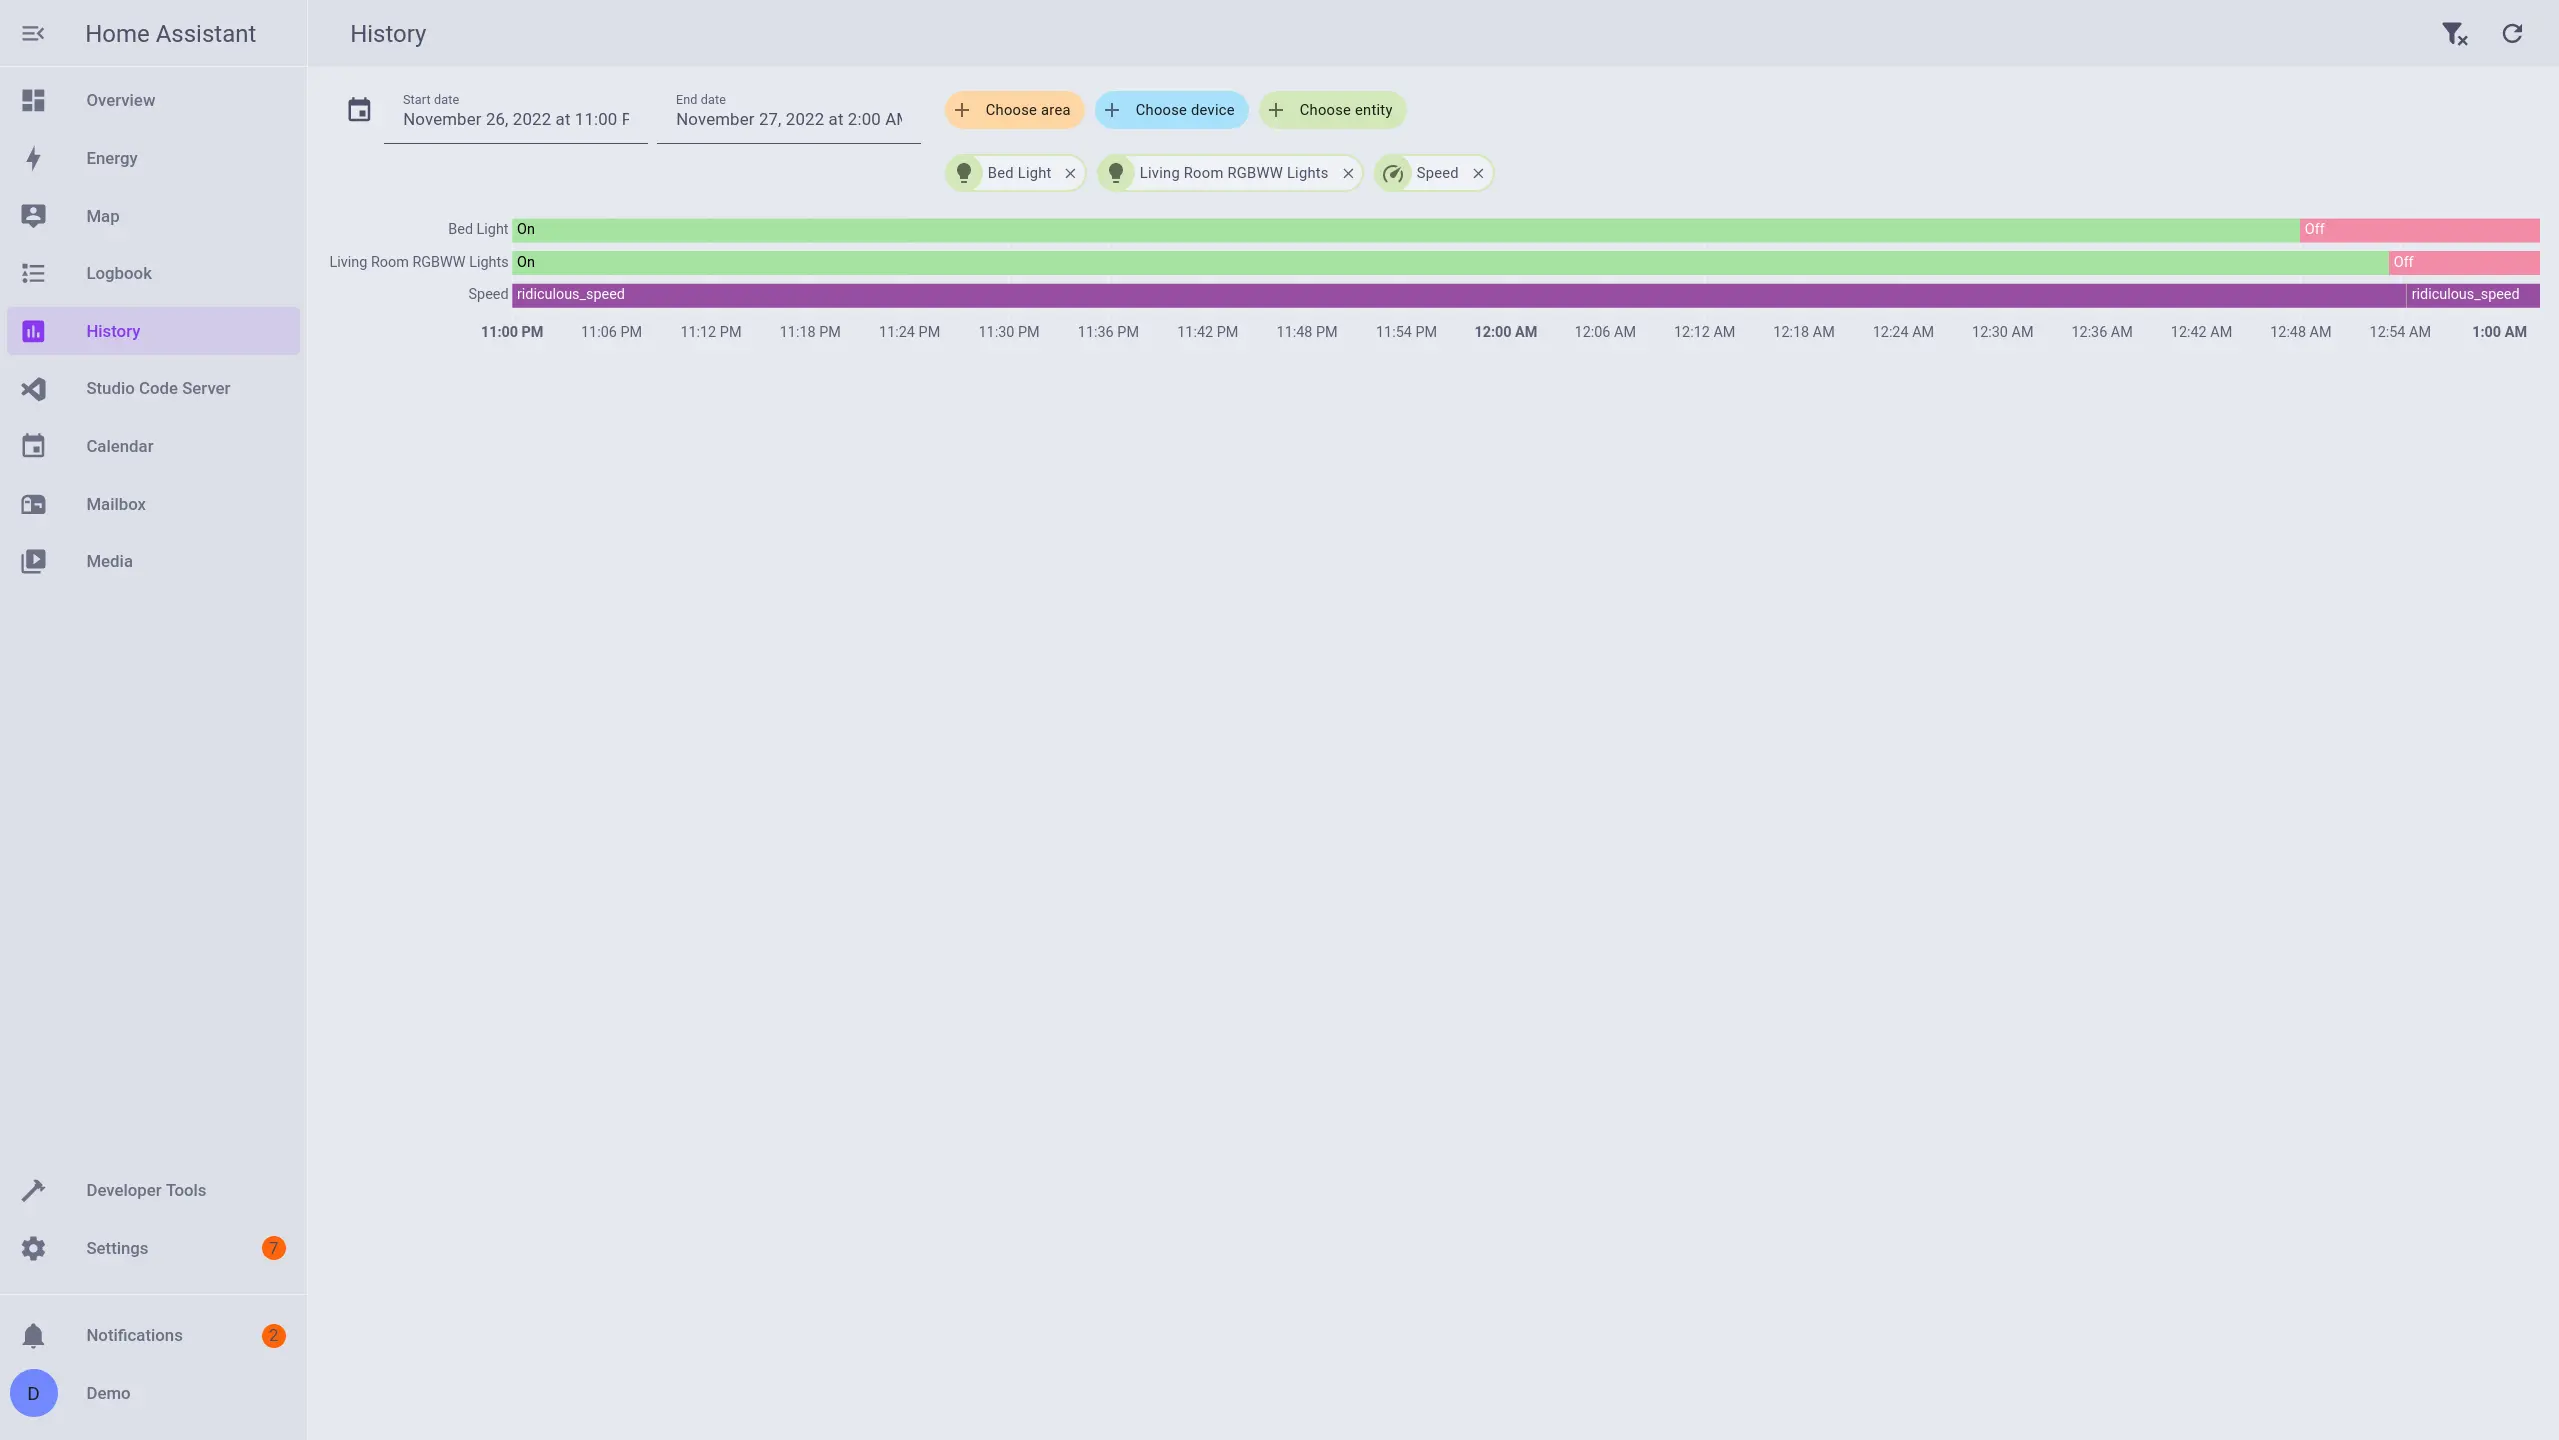 Home Assistant
History
Overview
Energy
Map
Logbook
History
Studio Code Server
Calendar
Mailbox
Media
Developer Tools
Settings 7
Notifications 2
D Demo
Start date
November 26, 2022 at 11:00 P
End date
November 27, 2022 at 2:00 AM
Choose area
Choose device
Choose entity
Bed Light
Living Room RGBWW Lights
Speed
Bed Light On Off
Living Room RGBWW Lights On Off
Speed ridiculous_speed ridiculous_speed
11:00 PM 11:06 PM 11:12 PM 11:18 PM 11:24 PM 11:30 PM 11:36 PM 11:42 PM 11:48 PM 11:54 PM 12:00 AM 12:06 AM 12:12 AM 12:18 AM 12:24 AM 12:30 AM 12:36 AM 12:42 AM 12:48 AM 12:54 AM 1:00 AM